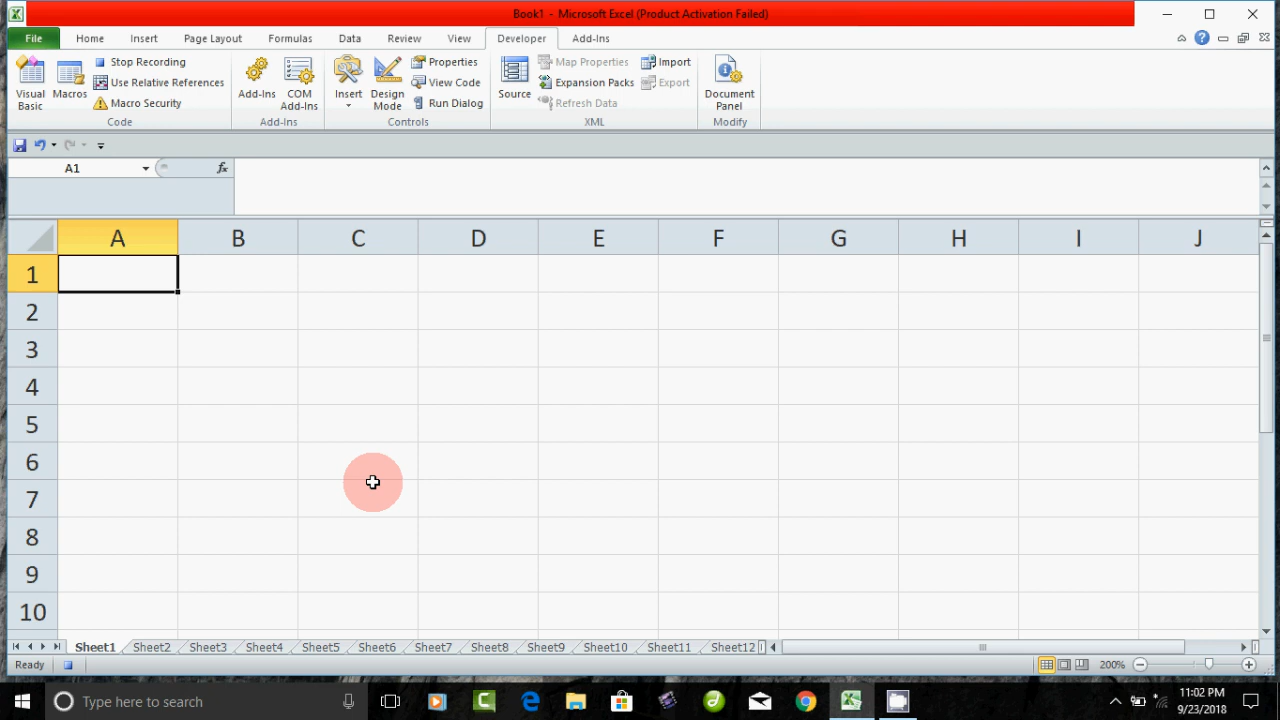 Book1 - Microsoft Excel (Product Activation Failed)
File Home Insert Page Layout Formulas Data Review View Developer Add-Ins
Visual Basic
Macros
Stop Recording
Use Relative References
Macro Security
Code
Add-Ins
COM Add-Ins
Add-Ins
Insert
Design Mode
Properties
View Code
Run Dialog
Controls
Source
Map Properties
Expansion Packs
Refresh Data
Import
Export
XML
Document Panel
Modify
A1 fx
A B C D E F G H I J
1
2
3
4
5
6
7
8
9
10
Sheet1 Sheet2 Sheet3 Sheet4 Sheet5 Sheet6 Sheet7 Sheet8 Sheet9 Sheet10 Sheet11 Sheet12
Ready 200%
Type here to search
11:02 PM
9/23/2018